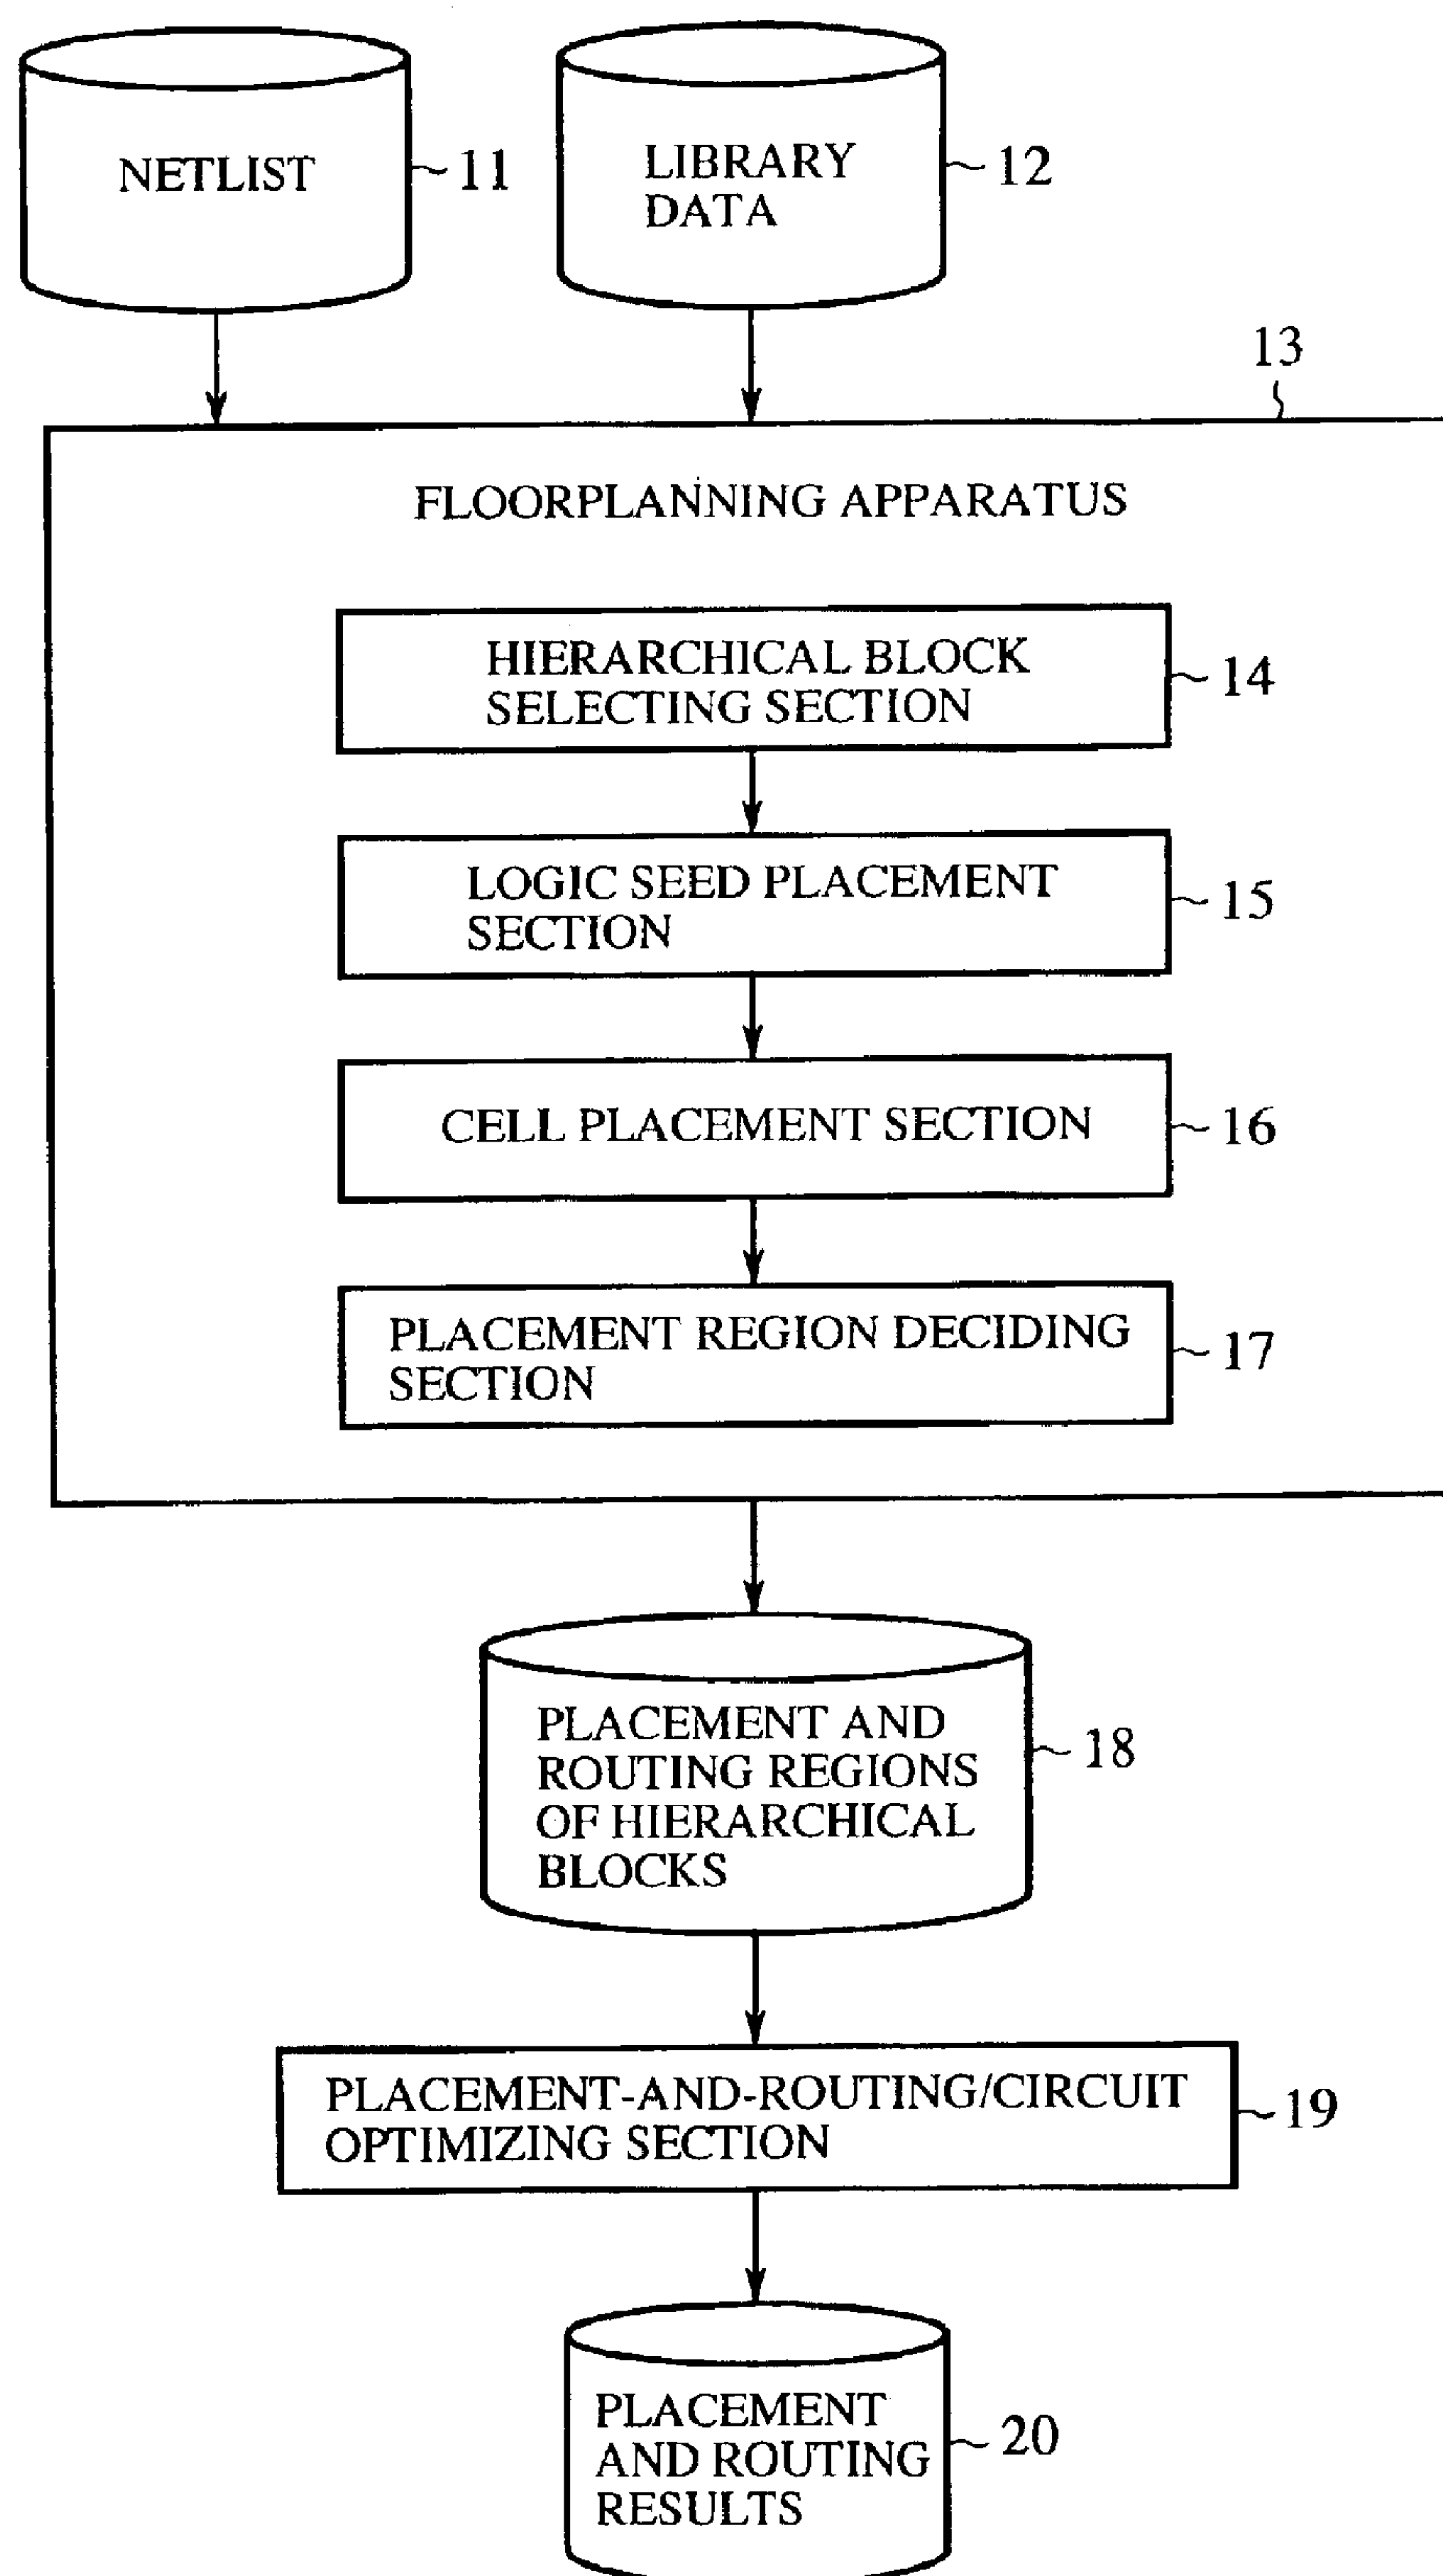 NETLIST
11
LIBRARY
DATA
12
13
FLOORPLANNING APPARATUS
HIERARCHICAL BLOCK
SELECTING SECTION
14
LOGIC SEED PLACEMENT
SECTION
15
CELL PLACEMENT SECTION
16
PLACEMENT REGION DECIDING
SECTION
17
PLACEMENT AND
ROUTING REGIONS
OF HIERARCHICAL
BLOCKS
18
PLACEMENT-AND-ROUTING/CIRCUIT
OPTIMIZING SECTION
19
PLACEMENT
AND ROUTING
RESULTS
20